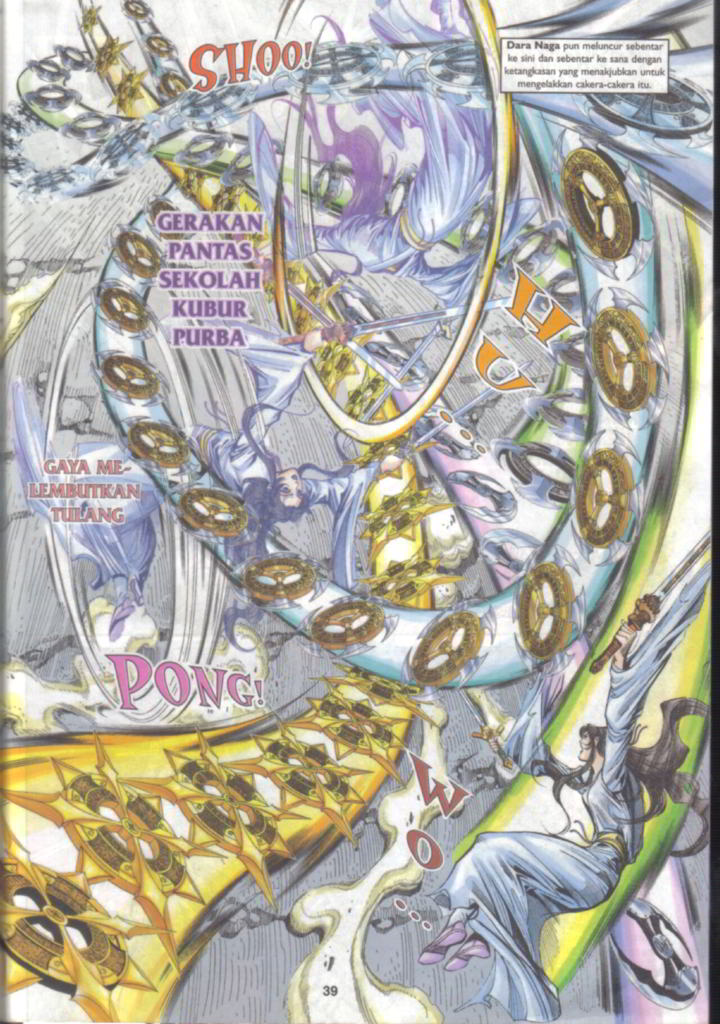 SHOO!
Dara Naga pun meluncur sebentar
ke sini dan sebentar ke sana dengan
ketangkasan yang menakjubkan untuk
mengelakkan cakera-cakera itu.
GERAKAN
PANTAS
SEKOLAH
KUBUR
PURBA
HU...
GAYA ME-
LEMBUTKAN
TULANG
PONG!
WO...
39